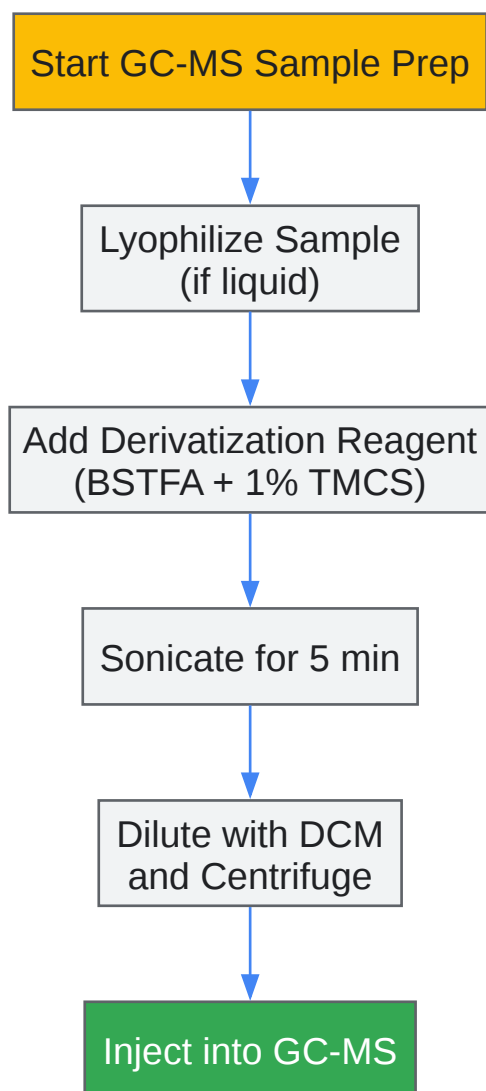 Start GC-MS Sample Prep
Lyophilize Sample
(if liquid)
Add Derivatization Reagent
(BSTFA + 1% TMCS)
Sonicate for 5 min
Dilute with DCM
and Centrifuge
Inject into GC-MS